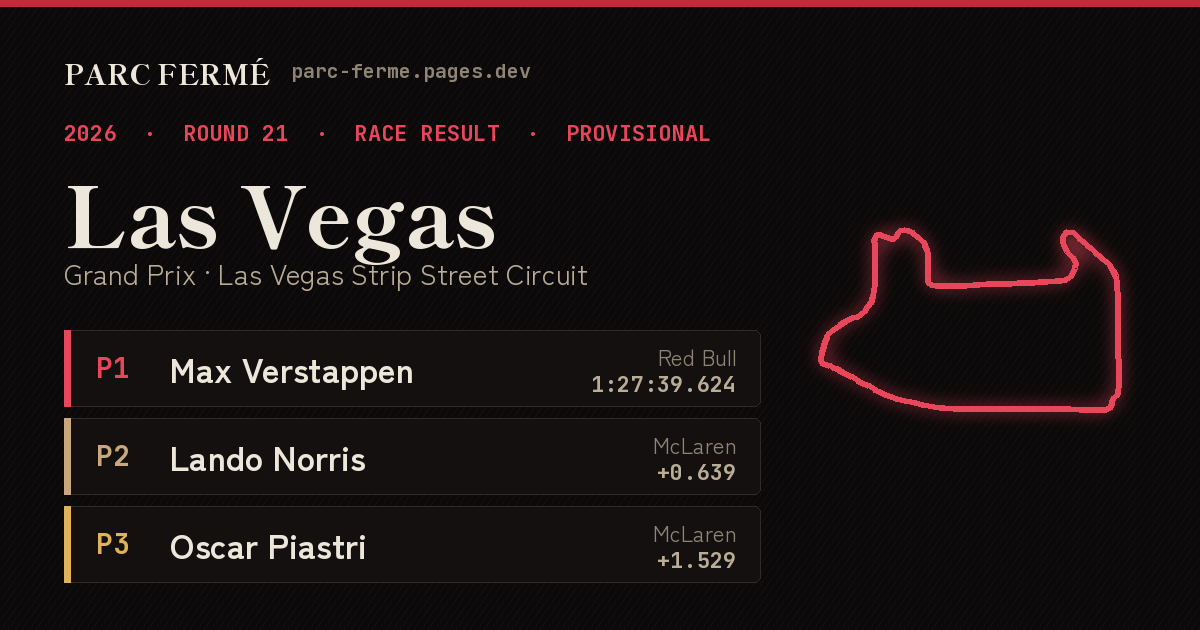 PARC FERMÉ parc-ferme.pages.dev
2026 · ROUND 21 · RACE RESULT · PROVISIONAL
Las Vegas
Grand Prix · Las Vegas Strip Street Circuit
P1 Max Verstappen Red Bull
1:27:39.624
P2 Lando Norris McLaren
+0.639
P3 Oscar Piastri McLaren
+1.529